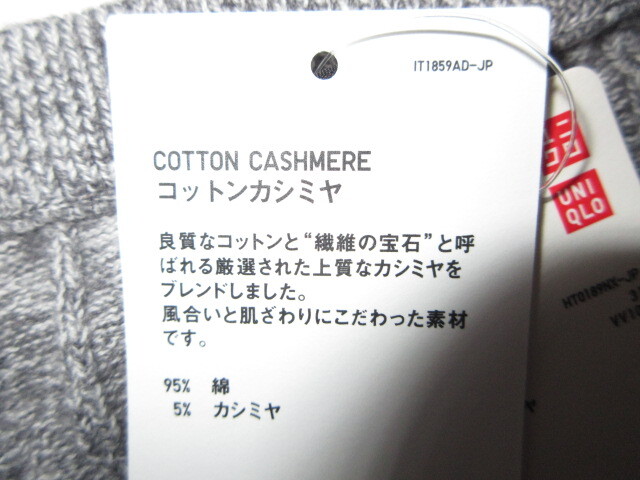 IT1859AD-JP
COTTON CASHMERE
コットンカシミヤ
良質なコットンと“繊維の宝石”と呼
ばれる厳選された上質なカシミヤを
ブレンドしました。
風合いと肌ざわりにこだわった素材
です。
95% 綿
5% カシミヤ
UNI
QLO
HT0189NX-JP